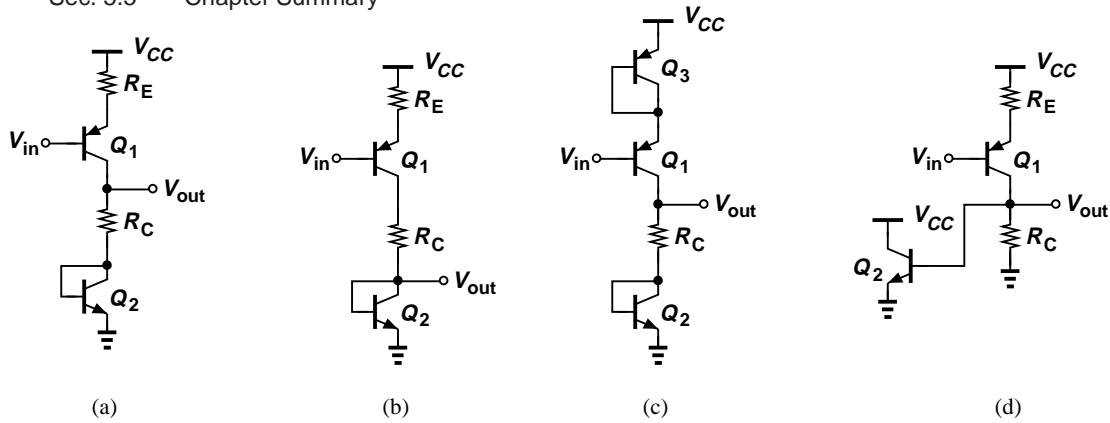 Sec. 5.5 Chapter Summary
VCC
RE
Vin
Q1
Vout
RC
Q2
(a)
VCC
RE
Vin
Q1
RC
Vout
Q2
(b)
VCC
Q3
Vin
Q1
Vout
RC
Q2
(c)
VCC
RE
Vin
Q1
Vout
VCC
RC
Q2
(d)